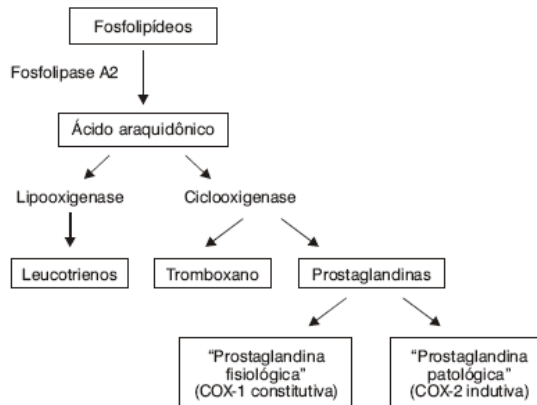 Fosfolipídeos
Fosfolipase A2
Ácido araquidônico
Lipooxigenase
Ciclooxigenase
Leucotrienos
Tromboxano
Prostaglandinas
“Prostaglandina
fisiológica”
(COX-1 constitutiva)
“Prostaglandina
patológica”
(COX-2 indutiva)